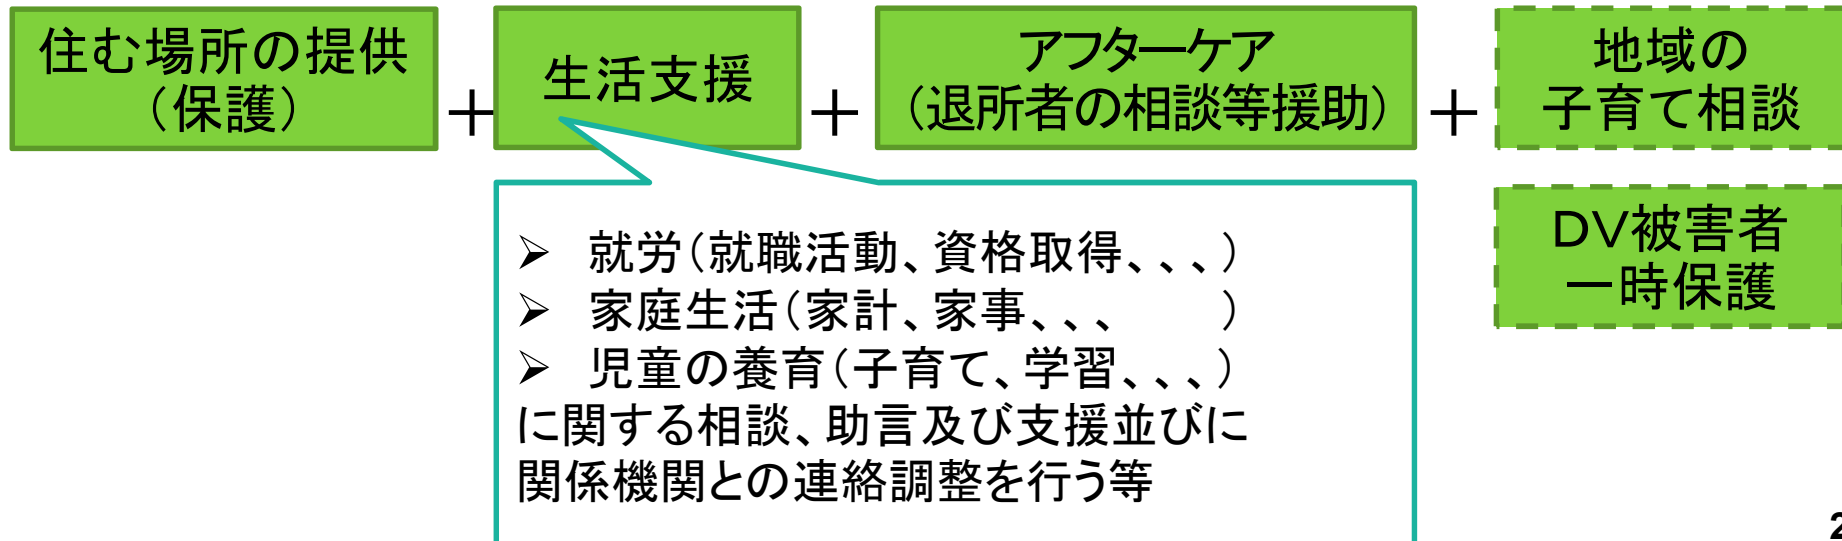 住む場所の提供
（保護）
＋
生活支援
＋
アフターケア
（退所者の相談等援助）
＋
地域の
子育て相談
DV被害者
一時保護
➢ 就労（就職活動、資格取得、、、）
➢ 家庭生活（家計、家事、、、　　）
➢ 児童の養育（子育て、学習、、、）
に関する相談、助言及び支援並びに
関係機関との連絡調整を行う等
2